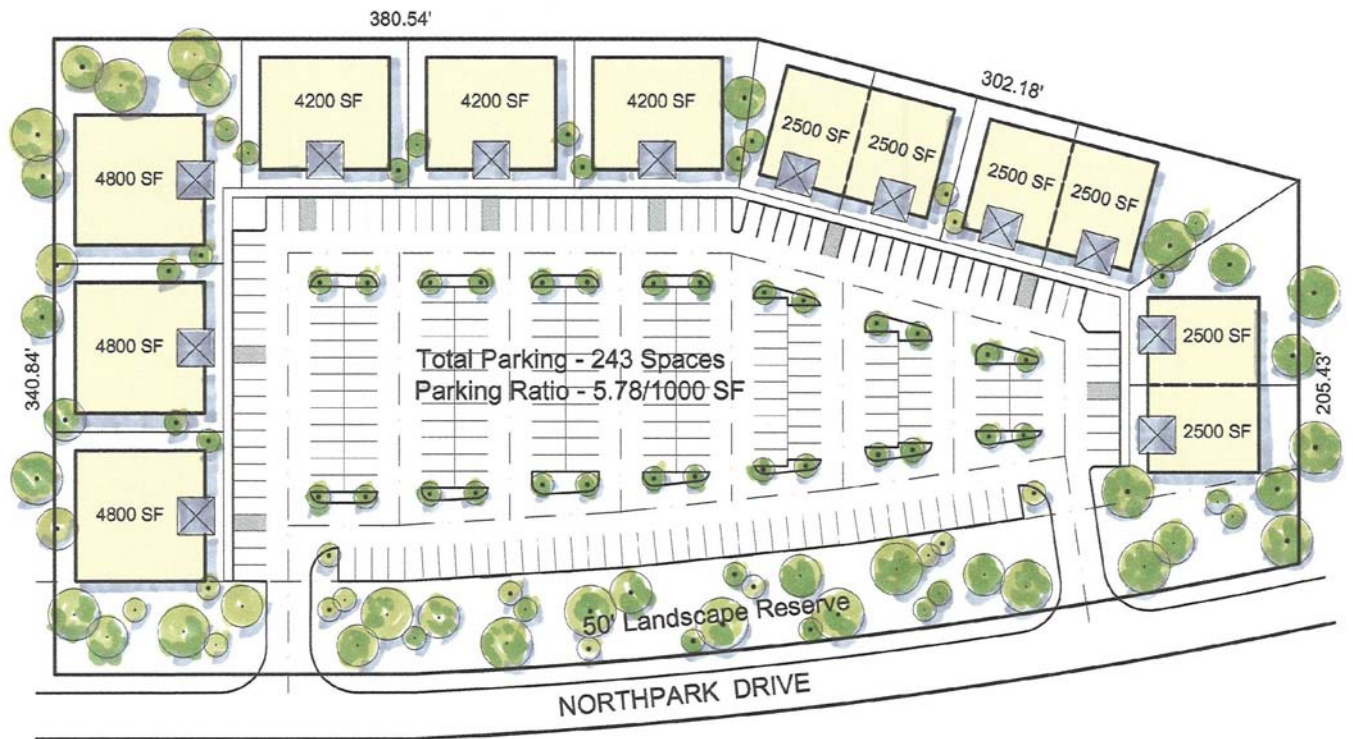 380.54'
302.18'
4200 SF
4200 SF
4200 SF
2500 SF
2500 SF
2500 SF
2500 SF
4800 SF
4800 SF
4800 SF
340.84'
Total Parking - 243 Spaces
Parking Ratio - 5.78/1000 SF
2500 SF
2500 SF
205.43'
50' Landscape Reserve
NORTHPARK DRIVE